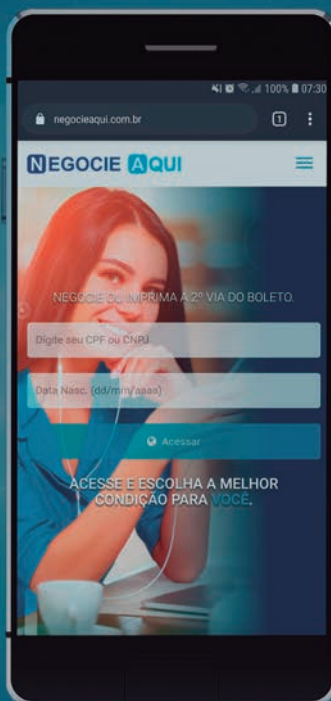 100% 07:30
negocieaqui.com.br 1
NEGOCIE AQUI
NEGOCIE OU IMPRIMA A 2ª VIA DO BOLETO.
Digite seu CPF ou CNPJ
Data Nasc. (dd/mm/aaaa)
Acessar
ACESSE E ESCOLHA A MELHOR
CONDIÇÃO PARA VOCÊ.